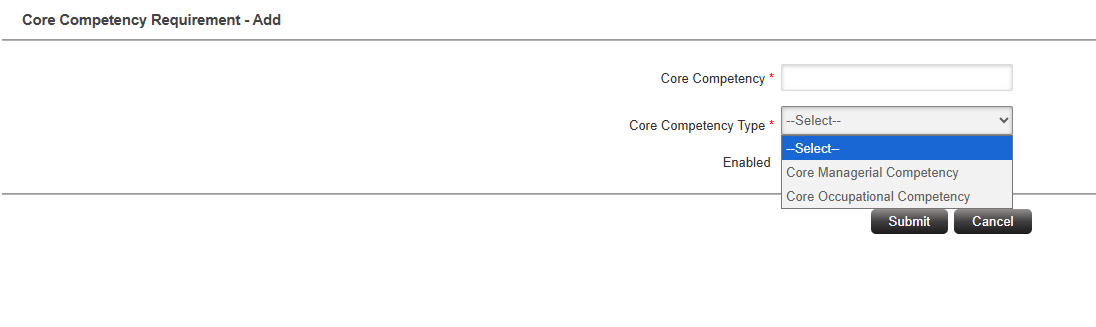 Core Competency Requirement - Add
Core Competency *
Core Competency Type * --Select--
--Select--
Enabled
Core Managerial Competency
Core Occupational Competency
Submit Cancel